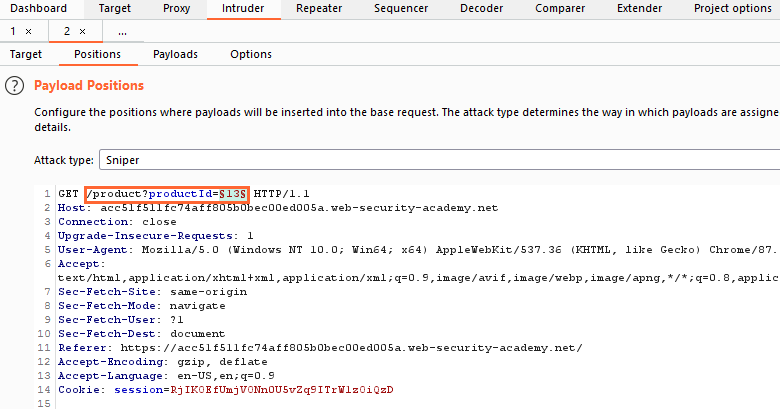 Dashboard Target Proxy Intruder Repeater Sequencer Decoder Comparer Extender Project options
1 × 2 × ...
Target Positions Payloads Options
? Payload Positions
Configure the positions where payloads will be inserted into the base request. The attack type determines the way in which payloads are assigne
details.
Attack type: Sniper
1 GET /product?productId=§13§ HTTP/1.1
2 Host: acc51f511fc74aff805b0bec00ed005a.web-security-academy.net
3 Connection: close
4 Upgrade-Insecure-Requests: 1
5 User-Agent: Mozilla/5.0 (Windows NT 10.0; Win64; x64) AppleWebKit/537.36 (KHTML, like Gecko) Chrome/87.
6 Accept:
text/html,application/xhtml+xml,application/xml;q=0.9,image/avif,image/webp,image/apng,*/*;q=0.8,applic
7 Sec-Fetch-Site: same-origin
8 Sec-Fetch-Mode: navigate
9 Sec-Fetch-User: ?1
10 Sec-Fetch-Dest: document
11 Referer: https://acc51f511fc74aff805b0bec00ed005a.web-security-academy.net/
12 Accept-Encoding: gzip, deflate
13 Accept-Language: en-US,en;q=0.9
14 Cookie: session=RjIK0EfUmjV0Nn0U5vZq9ITrWlz0iQzD
15